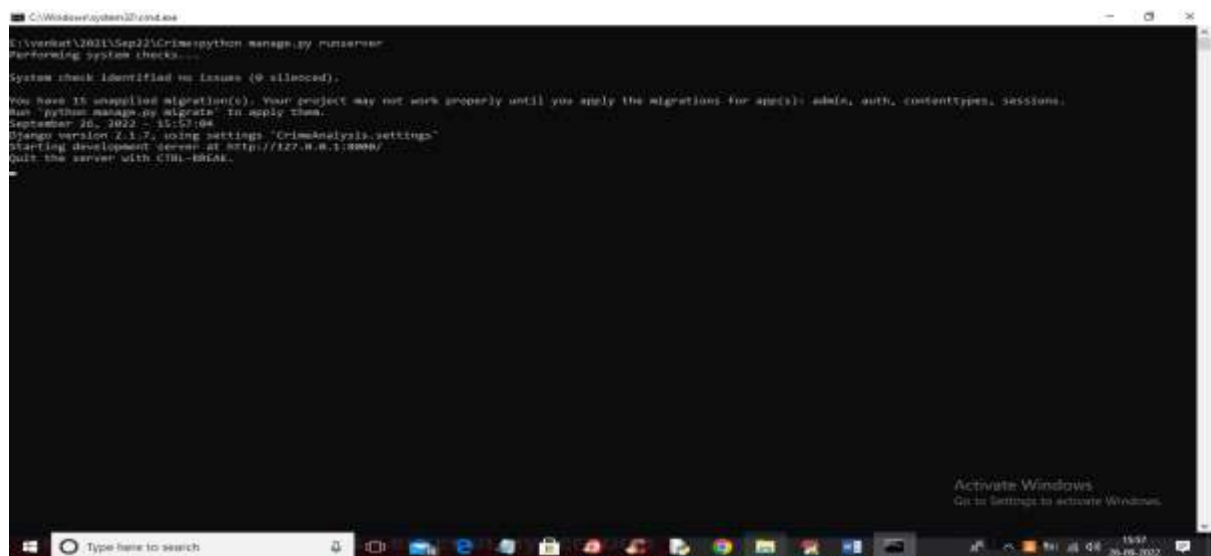 C:\Windows\system32\cmd.exe
E:\venkat\2021\Sep22\Crime>python manage.py runserver
Performing system checks...
System check identified no issues (0 silenced).
You have 15 unapplied migration(s). Your project may not work properly until you apply the migrations for app(s): admin, auth, contenttypes, sessions.
Run 'python manage.py migrate' to apply them.
September 26, 2022 - 15:57:04
Django version 2.1.7, using settings 'CrimeAnalysis.settings'
Starting development server at http://127.0.0.1:8000/
Quit the server with CTRL-BREAK.
Activate Windows
Go to Settings to activate Windows.
Type here to search
15:57
26-09-2022